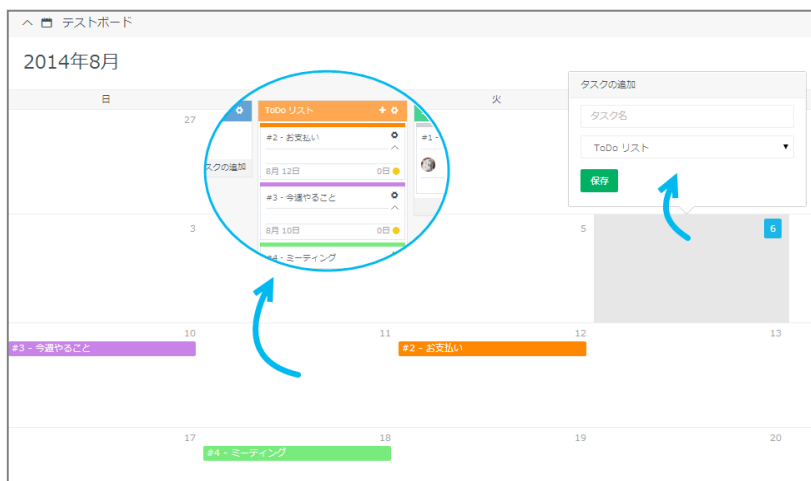 テストボード
2014年8月
日
火
27
ToDo リスト
スクの追加
#2 - お支払い
8月 12日
0日
#3 - 今週やること
8月 10日
0日
#4 - ミーティング
#1 -
タスクの追加
タスク名
ToDo リスト
保存
3
5
6
10
11
12
13
#3 - 今週やること
#2 - お支払い
17
18
19
20
#4 - ミーティング